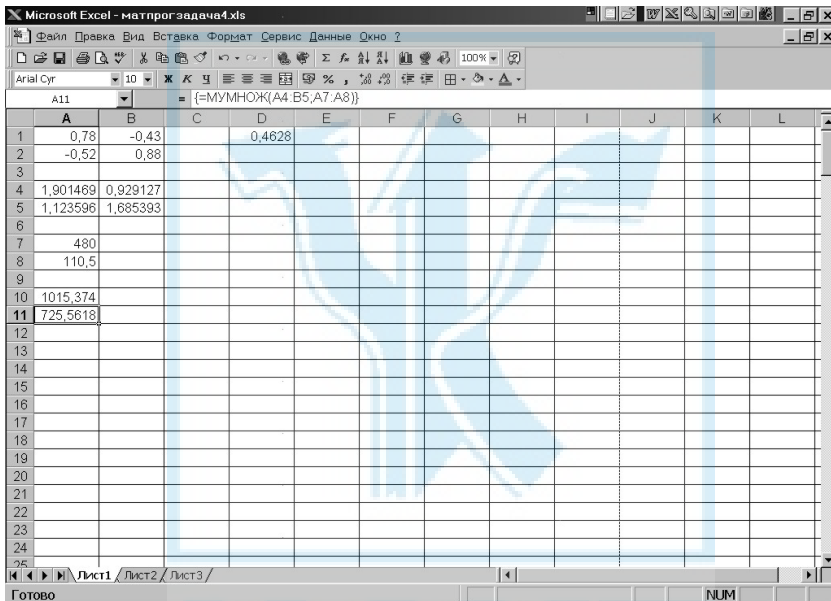 Microsoft Excel - матпрогзадача4.xls
Файл Правка Вид Вставка Формат Сервис Данные Окно ?
100%
Arial Cyr 10 Ж К Ч
A11 = {=МУМНОЖ(A4:B5;A7:A8)}
A B C D E F G H I J K L
1 0,78 -0,43 0,4628
2 -0,52 0,88
3
4 1,901469 0,929127
5 1,123596 1,685393
6
7 480
8 110,5
9
10 1015,374
11 725,5618
12
13
14
15
16
17
18
19
20
21
22
23
24
25
Лист1 Лист2 Лист3
Готово NUM